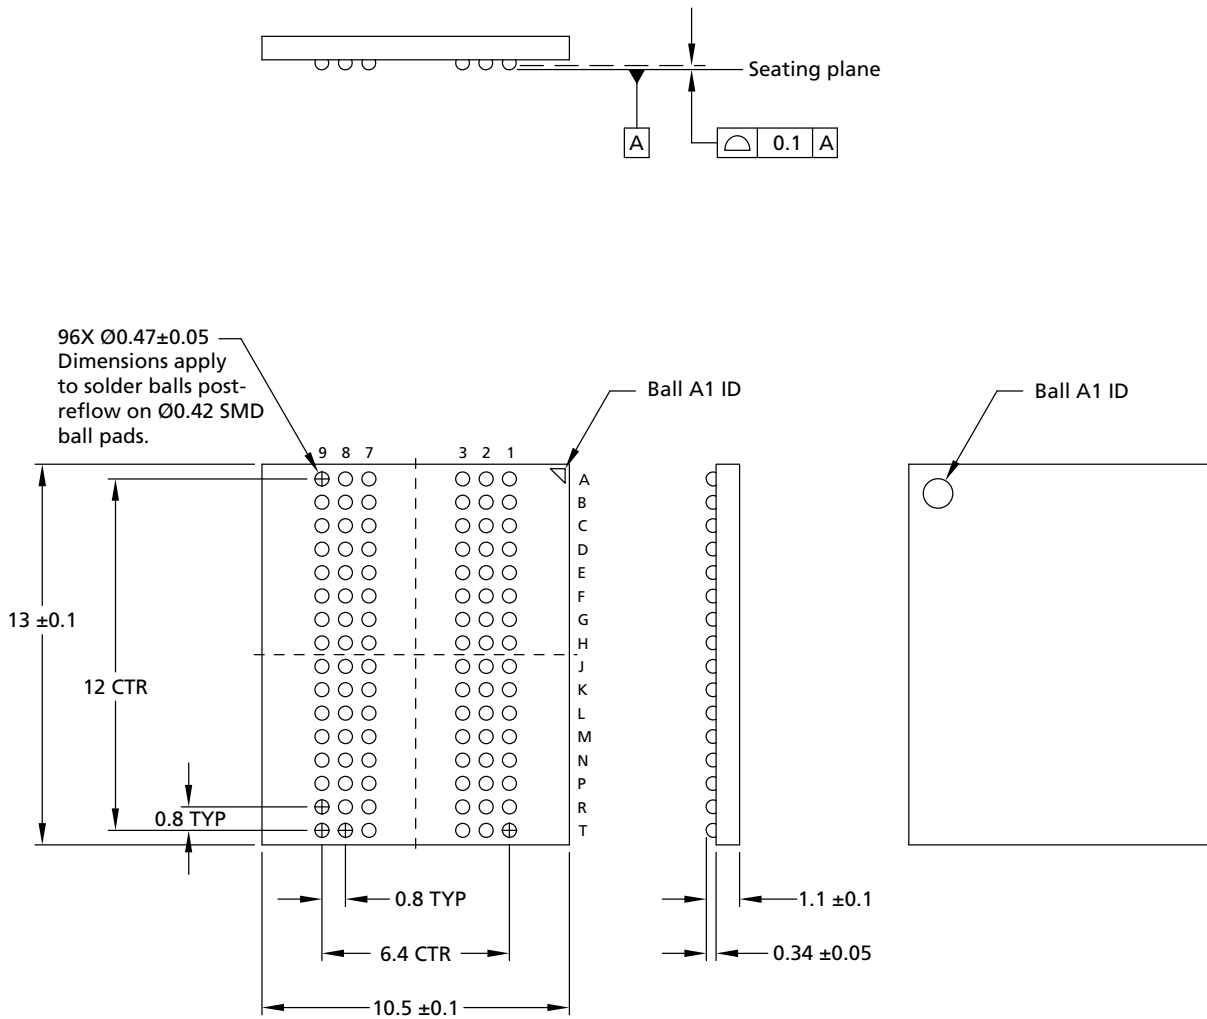 Seating plane
A
0.1 A
96X Ø0.47±0.05
Dimensions apply
to solder balls post-
reflow on Ø0.42 SMD
ball pads.
Ball A1 ID
Ball A1 ID
9 8 7 3 2 1
A
B
C
D
E
F
G
H
J
K
L
M
N
P
R
T
13 ±0.1
12 CTR
0.8 TYP
0.8 TYP
6.4 CTR
10.5 ±0.1
1.1 ±0.1
0.34 ±0.05